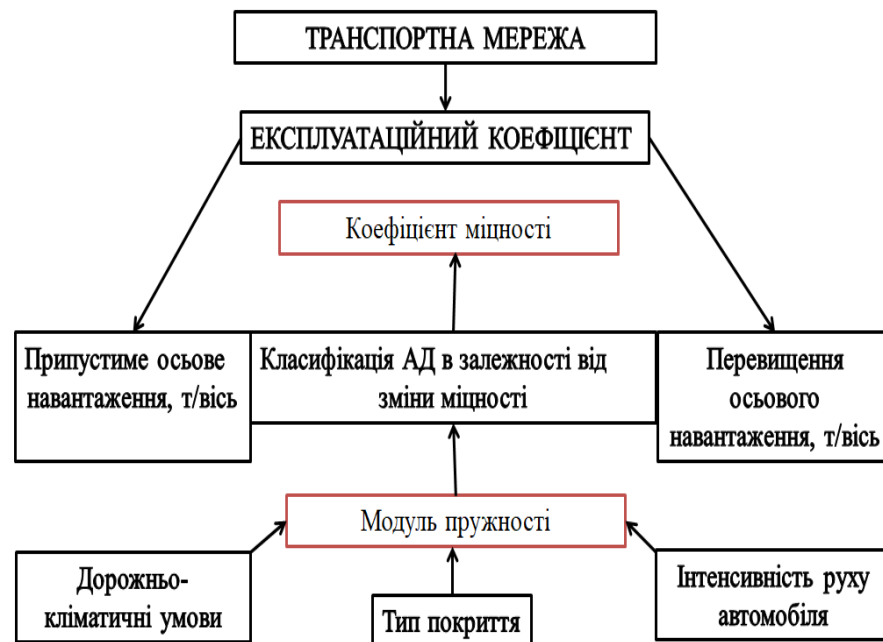 ТРАНСПОРТНА МЕРЕЖА
ЕКСПЛУАТАЦІЙНИЙ КОЕФІЦІЄНТ
Коефіцієнт міцності
Припустиме осьове
навантаження, т/вісь
Класифікація АД в залежності від
зміни міцності
Перевищення
осьового
навантаження, т/вісь
Модуль пружності
Дорожньо-
кліматичні умови
Тип покриття
Інтенсивність руху
автомобіля